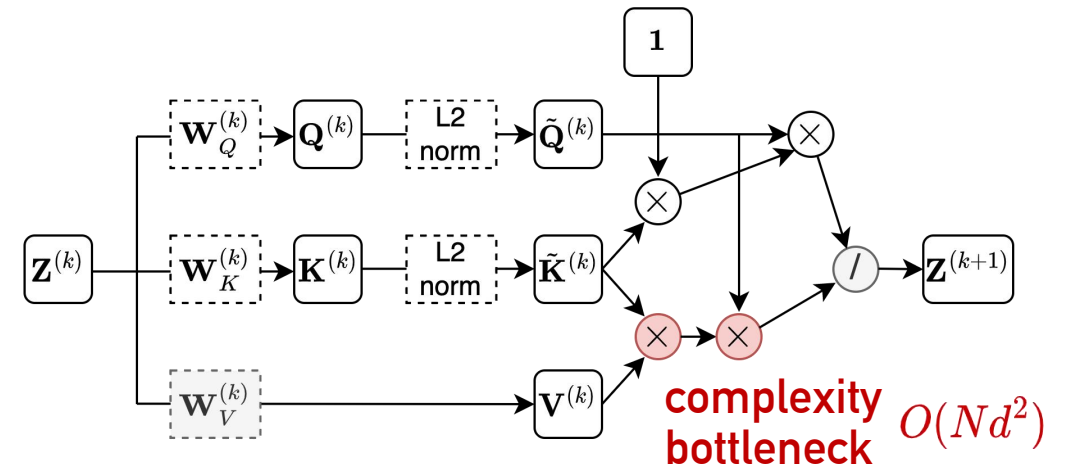 1
W_Q^{(k)} Q^{(k)} L2 norm Q̃^{(k)} ×
×
Z^{(k)} W_K^{(k)} K^{(k)} L2 norm K̃^{(k)} / Z^{(k+1)}
× ×
W_V^{(k)} V^{(k)}
complexity
bottleneck O(Nd^2)